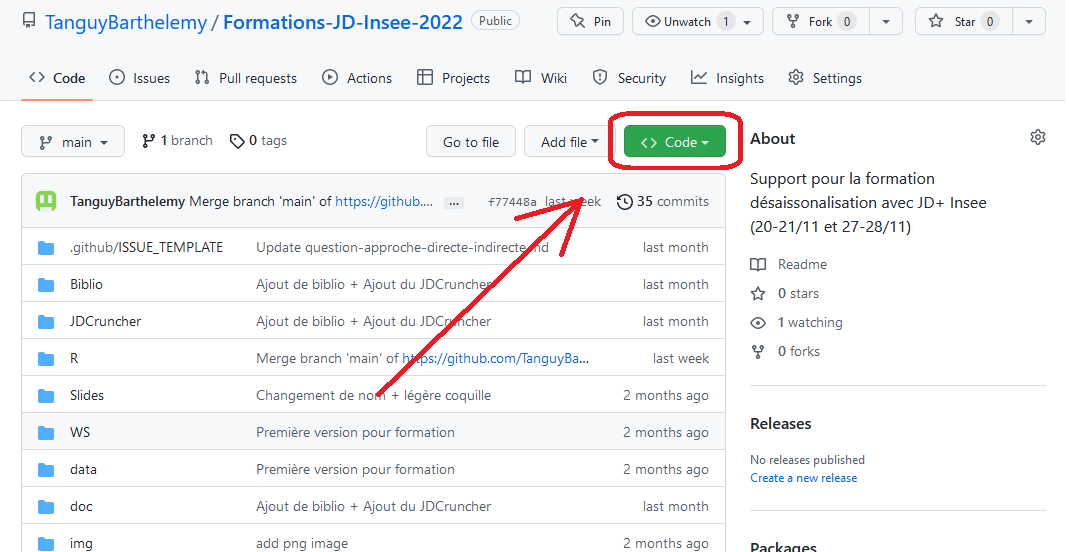 TanguyBarthelemy / Formations-JD-Insee-2022 Public Pin Unwatch 1 Fork 0 Star 0
Code Issues Pull requests Actions Projects Wiki Security Insights Settings
main 1 branch 0 tags Go to file Add file Code
TanguyBarthelemy Merge branch 'main' of https://github.... ... f77448a last week 35 commits
.github/ISSUE_TEMPLATE Update question-approche-directe-indirecte.md last month
Biblio Ajout de biblio + Ajout du JDCruncher last month
JDCruncher Ajout de biblio + Ajout du JDCruncher last month
R Merge branch 'main' of https://github.com/TanguyBa... last week
Slides Changement de nom + légère coquille 2 months ago
WS Première version pour formation 2 months ago
data Première version pour formation 2 months ago
doc Ajout de biblio + Ajout du JDCruncher last month
img add png image 2 months ago
About
Support pour la formation
désaissonalisation avec JD+ Insee
(20-21/11 et 27-28/11)
Readme
0 stars
1 watching
0 forks
Releases
No releases published
Create a new release
Packages